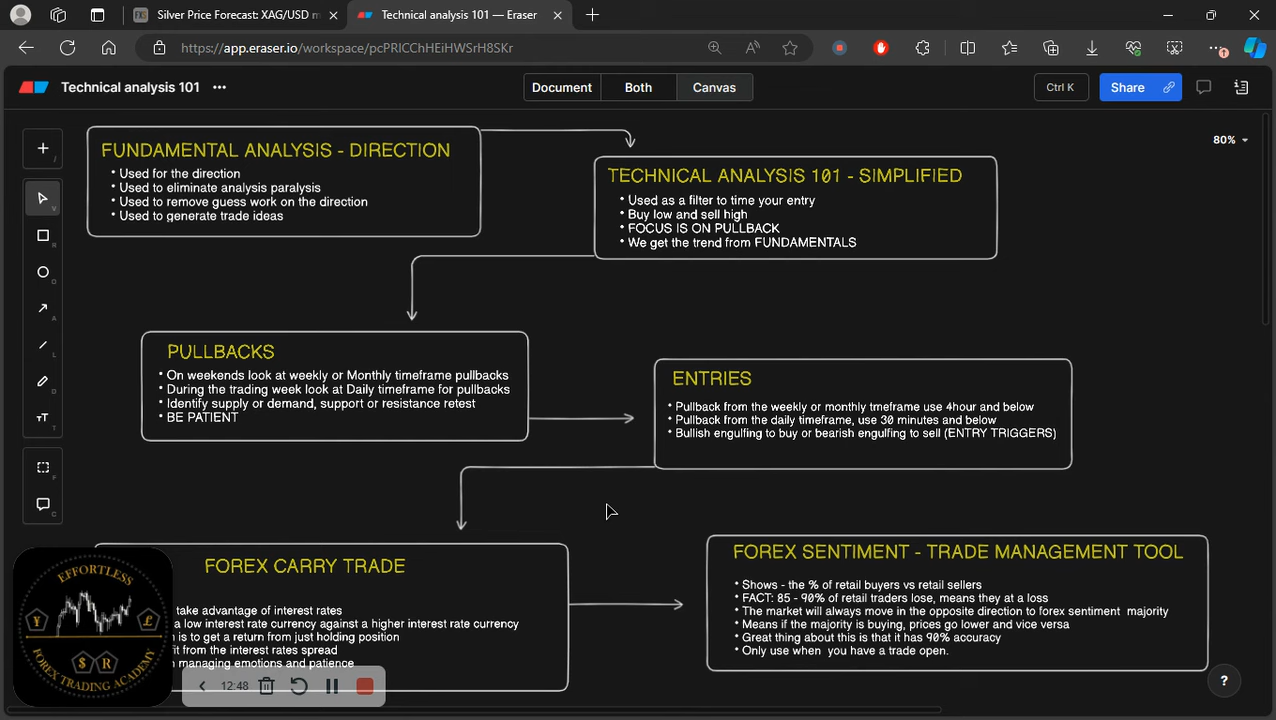 Silver Price Forecast: XAG/USD m
Technical analysis 101 — Eraser
https://app.eraser.io/workspace/pcPRlCChHEiHWSrH8SKr
Technical analysis 101
Document
Both
Canvas
Ctrl K
Share
80%
FUNDAMENTAL ANALYSIS - DIRECTION
• Used for the direction
• Used to eliminate analysis paralysis
• Used to remove guess work on the direction
• Used to generate trade ideas
TECHNICAL ANALYSIS 101 - SIMPLIFIED
• Used as a filter to time your entry
• Buy low and sell high
• FOCUS IS ON PULLBACK
• We get the trend from FUNDAMENTALS
PULLBACKS
• On weekends look at weekly or Monthly timeframe pullbacks
• During the trading week look at Daily timeframe for pullbacks
• Identify supply or demand, support or resistance retest
• BE PATIENT
ENTRIES
• Pullback from the weekly or monthly tmeframe use 4hour and below
• Pullback from the daily timeframe, use 30 minutes and below
• Bullish engulfing to buy or bearish engulfing to sell (ENTRY TRIGGERS)
FOREX CARRY TRADE
take advantage of interest rates
a low interest rate currency against a higher interest rate currency
is to get a return from just holding position
fit from the interest rates spread
managing emotions and patience
FOREX SENTIMENT - TRADE MANAGEMENT TOOL
• Shows - the % of retail buyers vs retail sellers
• FACT: 85 - 90% of retail traders lose, means they at a loss
• The market will always move in the opposite direction to forex sentiment majority
• Means if the majority is buying, prices go lower and vice versa
• Great thing about this is that it has 90% accuracy
• Only use when you have a trade open.
EFFORTLESS
¥
£
$
R
FOREX TRADING ACADEMY
12:48
?